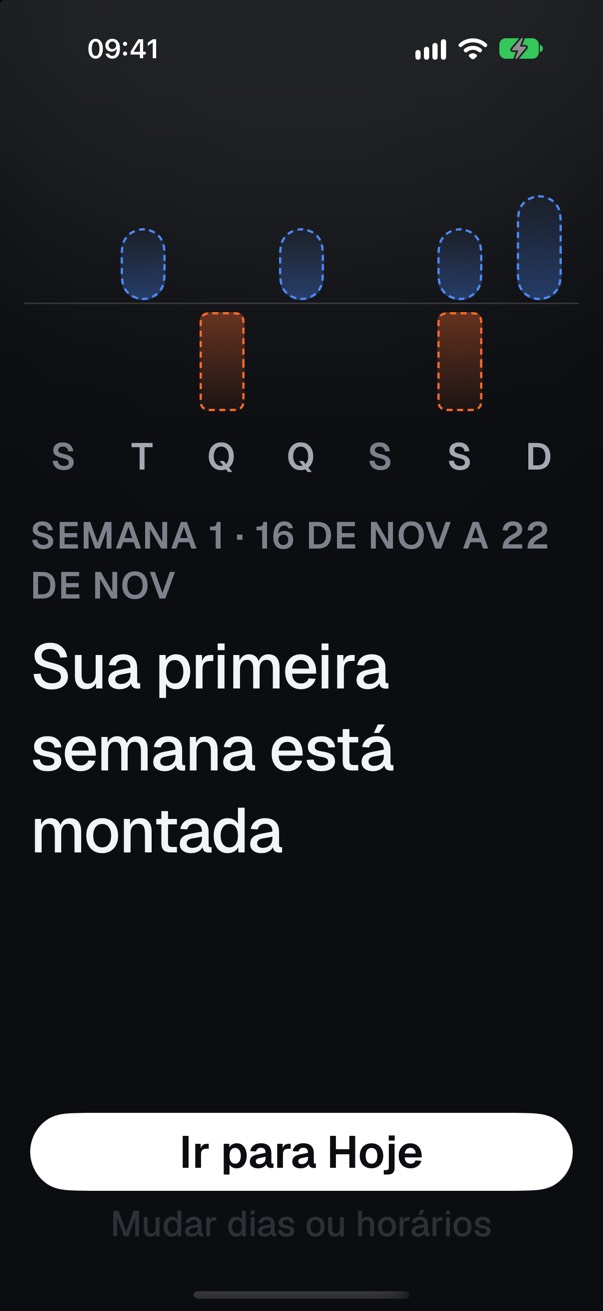 09:41
S T Q Q S S D
SEMANA 1 · 16 DE NOV A 22
DE NOV
Sua primeira
semana está
montada
Ir para Hoje
Mudar dias ou horários